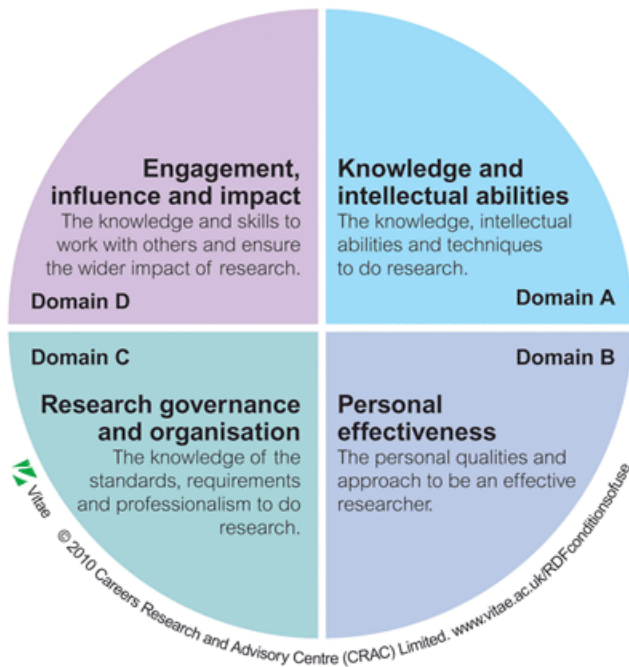 Engagement,
influence and impact
The knowledge and skills to
work with others and ensure
the wider impact of research.
Domain D
Knowledge and
intellectual abilities
The knowledge, intellectual
abilities and techniques
to do research.
Domain A
Domain C
Research governance
and organisation
The knowledge of the
standards, requirements
and professionalism to do
research.
Domain B
Personal
effectiveness
The personal qualities and
approach to be an effective
researcher.
Vitae © 2010 Careers Research and Advisory Centre (CRAC) Limited. www.vitae.ac.uk/RDFconditionsofuse